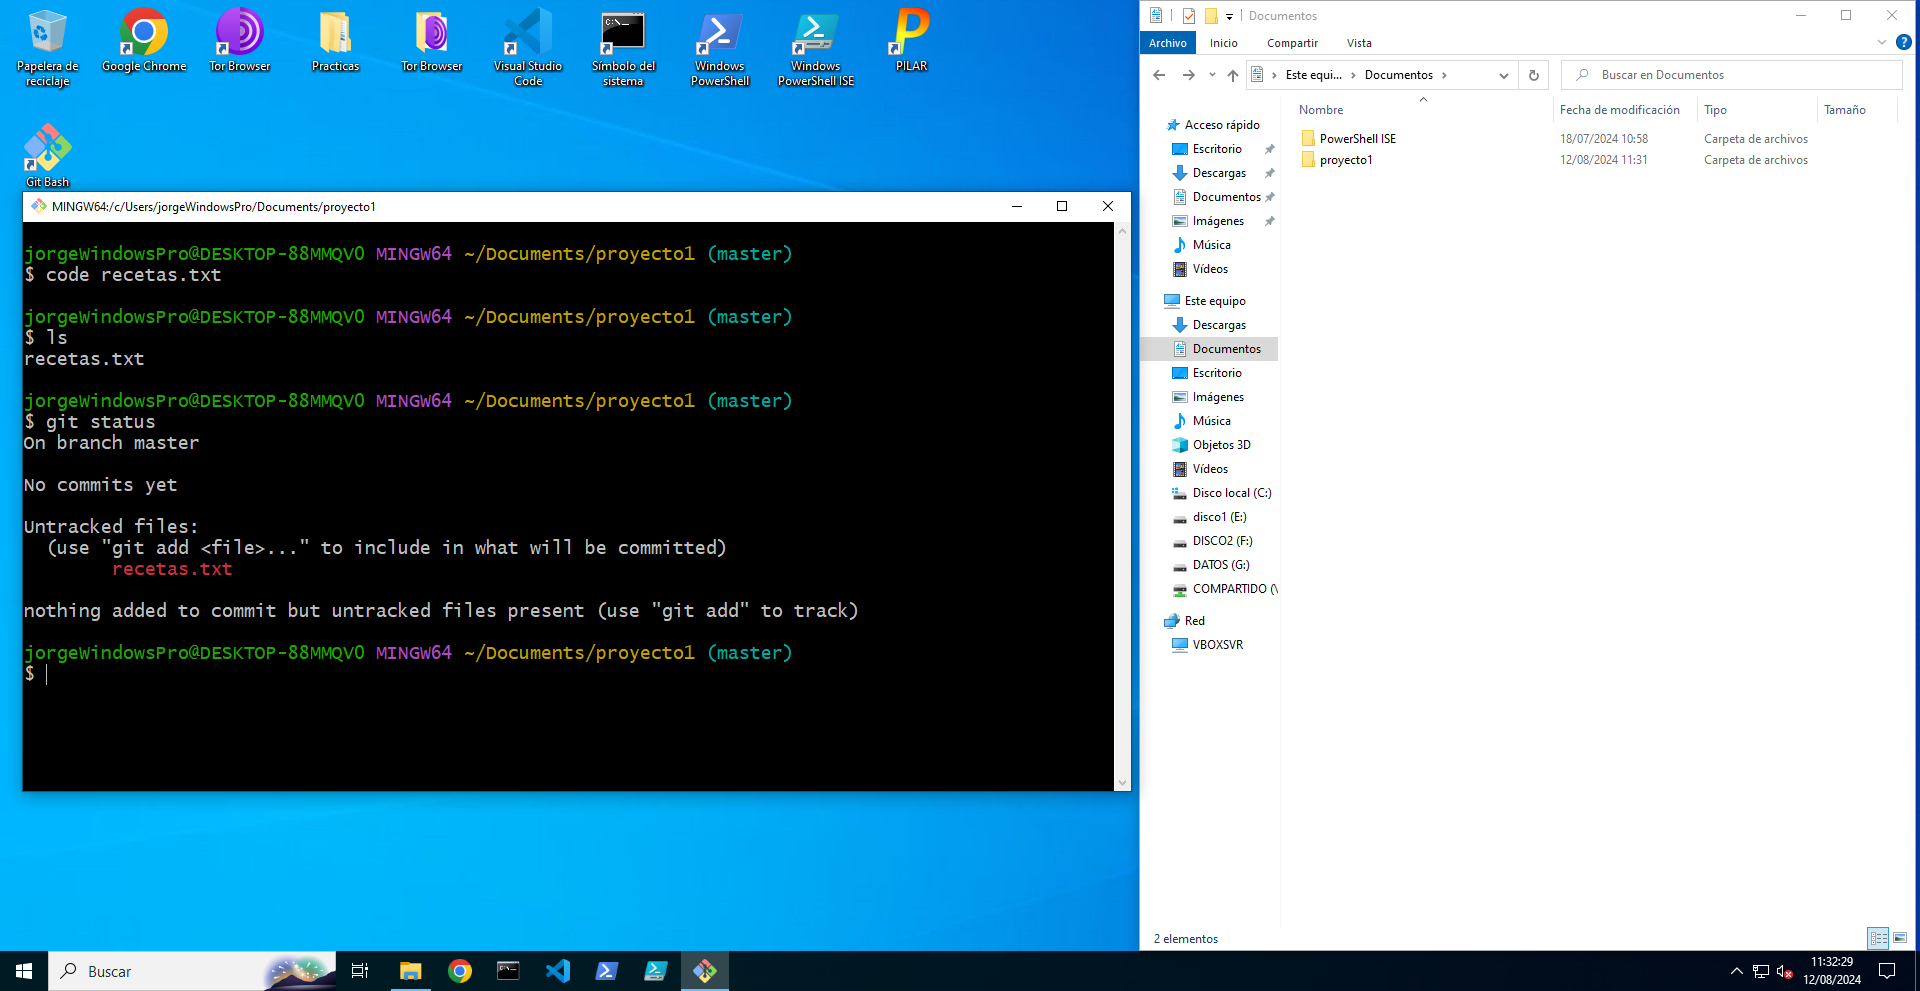 Papelera de reciclaje
Google Chrome
Tor Browser
Practicas
Tor Browser
Visual Studio Code
Símbolo del sistema
Windows PowerShell
Windows PowerShell ISE
PILAR
Git Bash
MINGW64:/c/Users/jorgeWindowsPro/Documents/proyecto1
jorgeWindowsPro@DESKTOP-88MMQV0 MINGW64 ~/Documents/proyecto1 (master)
$ code recetas.txt
jorgeWindowsPro@DESKTOP-88MMQV0 MINGW64 ~/Documents/proyecto1 (master)
$ ls
recetas.txt
jorgeWindowsPro@DESKTOP-88MMQV0 MINGW64 ~/Documents/proyecto1 (master)
$ git status
On branch master
No commits yet
Untracked files:
(use "git add <file>..." to include in what will be committed)
recetas.txt
nothing added to commit but untracked files present (use "git add" to track)
jorgeWindowsPro@DESKTOP-88MMQV0 MINGW64 ~/Documents/proyecto1 (master)
$
Documentos
Archivo Inicio Compartir Vista
Este equi... Documentos
Buscar en Documentos
Nombre Fecha de modificación Tipo Tamaño
PowerShell ISE 18/07/2024 10:58 Carpeta de archivos
proyecto1 12/08/2024 11:31 Carpeta de archivos
Acceso rápido
Escritorio
Descargas
Documentos
Imágenes
Música
Vídeos
Este equipo
Descargas
Documentos
Escritorio
Imágenes
Música
Objetos 3D
Vídeos
Disco local (C:)
disco1 (E:)
DISCO2 (F:)
DATOS (G:)
COMPARTIDO (\
Red
VBOXSVR
2 elementos
Buscar
11:32:29
12/08/2024